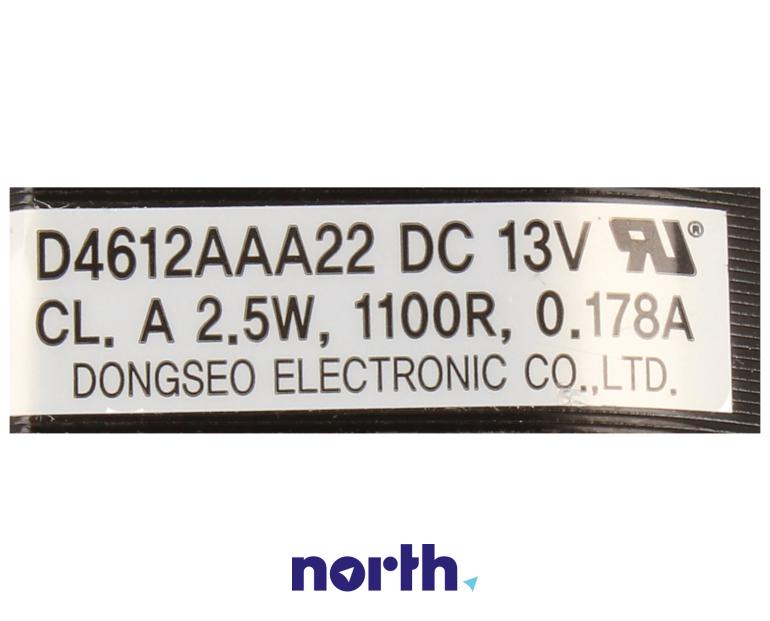 D4612AAA22 DC 13V ®
CL. A 2.5W, 1100R, 0.178A
DONGSEO ELECTRONIC CO.,LTD.
north.